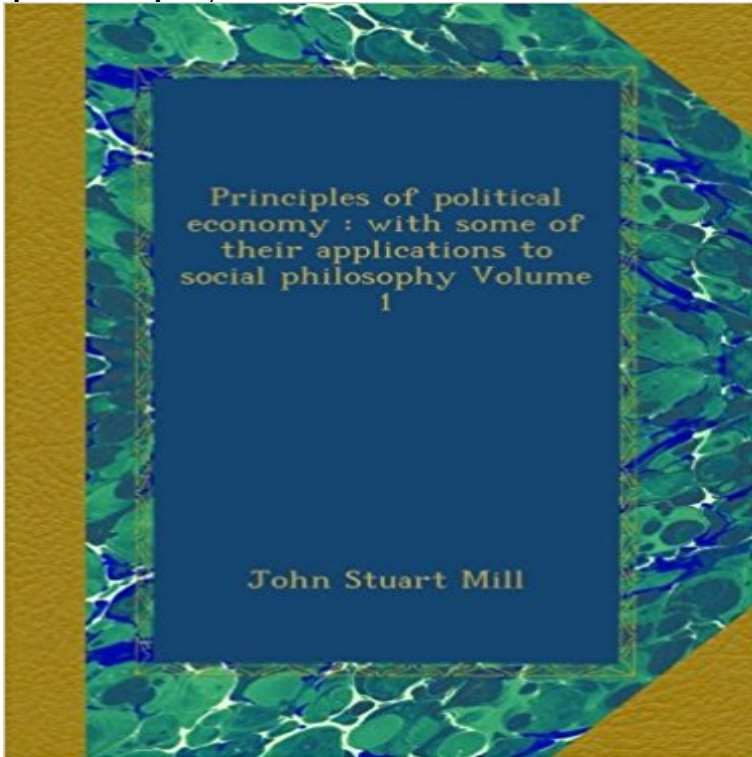 Principles of political
economy : with some of
their applications to
social philosophy Volume
1
John Stuart Mill